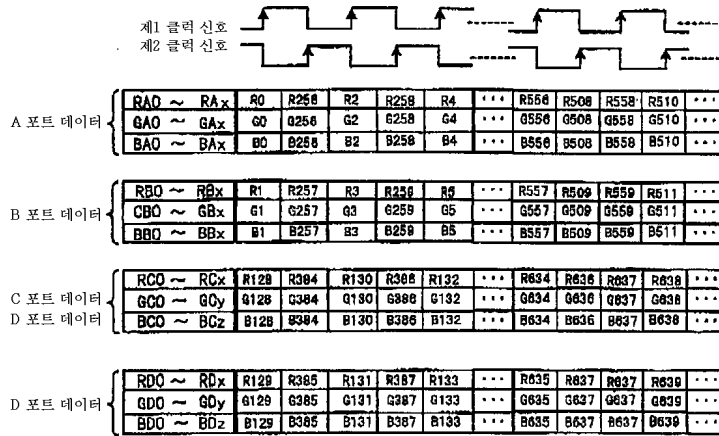 제1 클럭 신호
제2 클럭 신호
A 포트 데이터
RA0 ~ RAx R0 R256 R2 R258 R4 ··· R556 R508 R558 R510 ···
GA0 ~ GAx G0 G256 G2 G258 G4 ··· G556 G508 G558 G510 ···
BA0 ~ BAx B0 B256 B2 B258 B4 ··· B556 B508 B558 B510 ···
B 포트 데이터
RB0 ~ RBx R1 R257 R3 R259 R5 ··· R557 R509 R559 R511 ···
CB0 ~ GBx G1 G257 G3 G259 G5 ··· G557 G509 G559 G511 ···
BB0 ~ BBx B1 B257 B3 B259 B5 ··· B557 B509 B559 B511 ···
C 포트 데이터
D 포트 데이터
RC0 ~ RCx R128 R384 R130 R386 R132 ··· R634 R636 R637 R638 ···
GC0 ~ GCy G128 G384 G130 G386 G132 ··· G634 G636 G637 G638 ···
BC0 ~ BCz B128 B384 B130 B386 B132 ··· B634 B636 B637 B638 ···
D 포트 데이터
RD0 ~ RDx R129 R385 R131 R387 R133 ··· R635 R637 R637 R639 ···
GD0 ~ GDy G129 G385 G131 G387 G133 ··· G635 G637 G637 G639 ···
BD0 ~ BDz B129 B385 B131 B387 B133 ··· B635 B637 B637 B639 ···